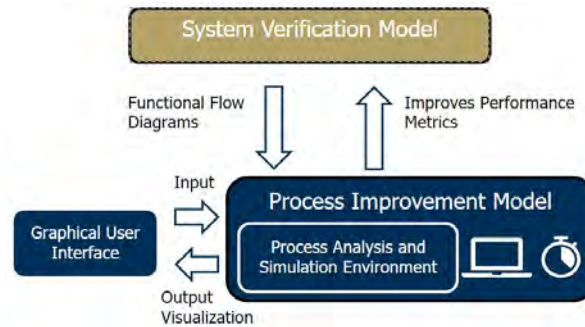 System Verification Model
Functional Flow
Diagrams
Improves Performance
Metrics
Input
Process Improvement Model
Graphical User
Interface
Process Analysis and
Simulation Environment
Output
Visualization